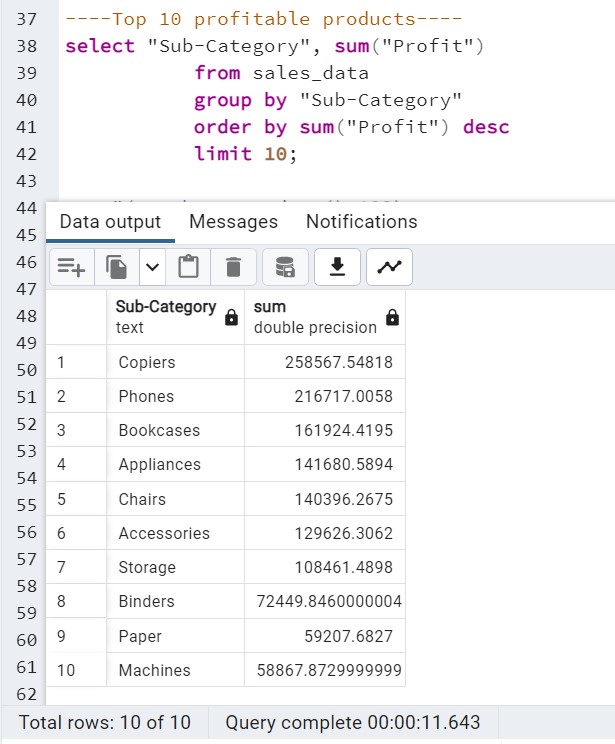 37 ----Top 10 profitable products----
38 select "Sub-Category", sum("Profit")
39 from sales_data
40 group by "Sub-Category"
41 order by sum("Profit") desc
42 limit 10;
43
44
45
46
47
48
49
50
51
52
53
54
55
56
57
58
59
60
61
62
Data output Messages Notifications
Sub-Category sum
text double precision
1 Copiers 258567.54818
2 Phones 216717.0058
3 Bookcases 161924.4195
4 Appliances 141680.5894
5 Chairs 140396.2675
6 Accessories 129626.3062
7 Storage 108461.4898
8 Binders 72449.8460000004
9 Paper 59207.6827
10 Machines 58867.8729999999
Total rows: 10 of 10 Query complete 00:00:11.643